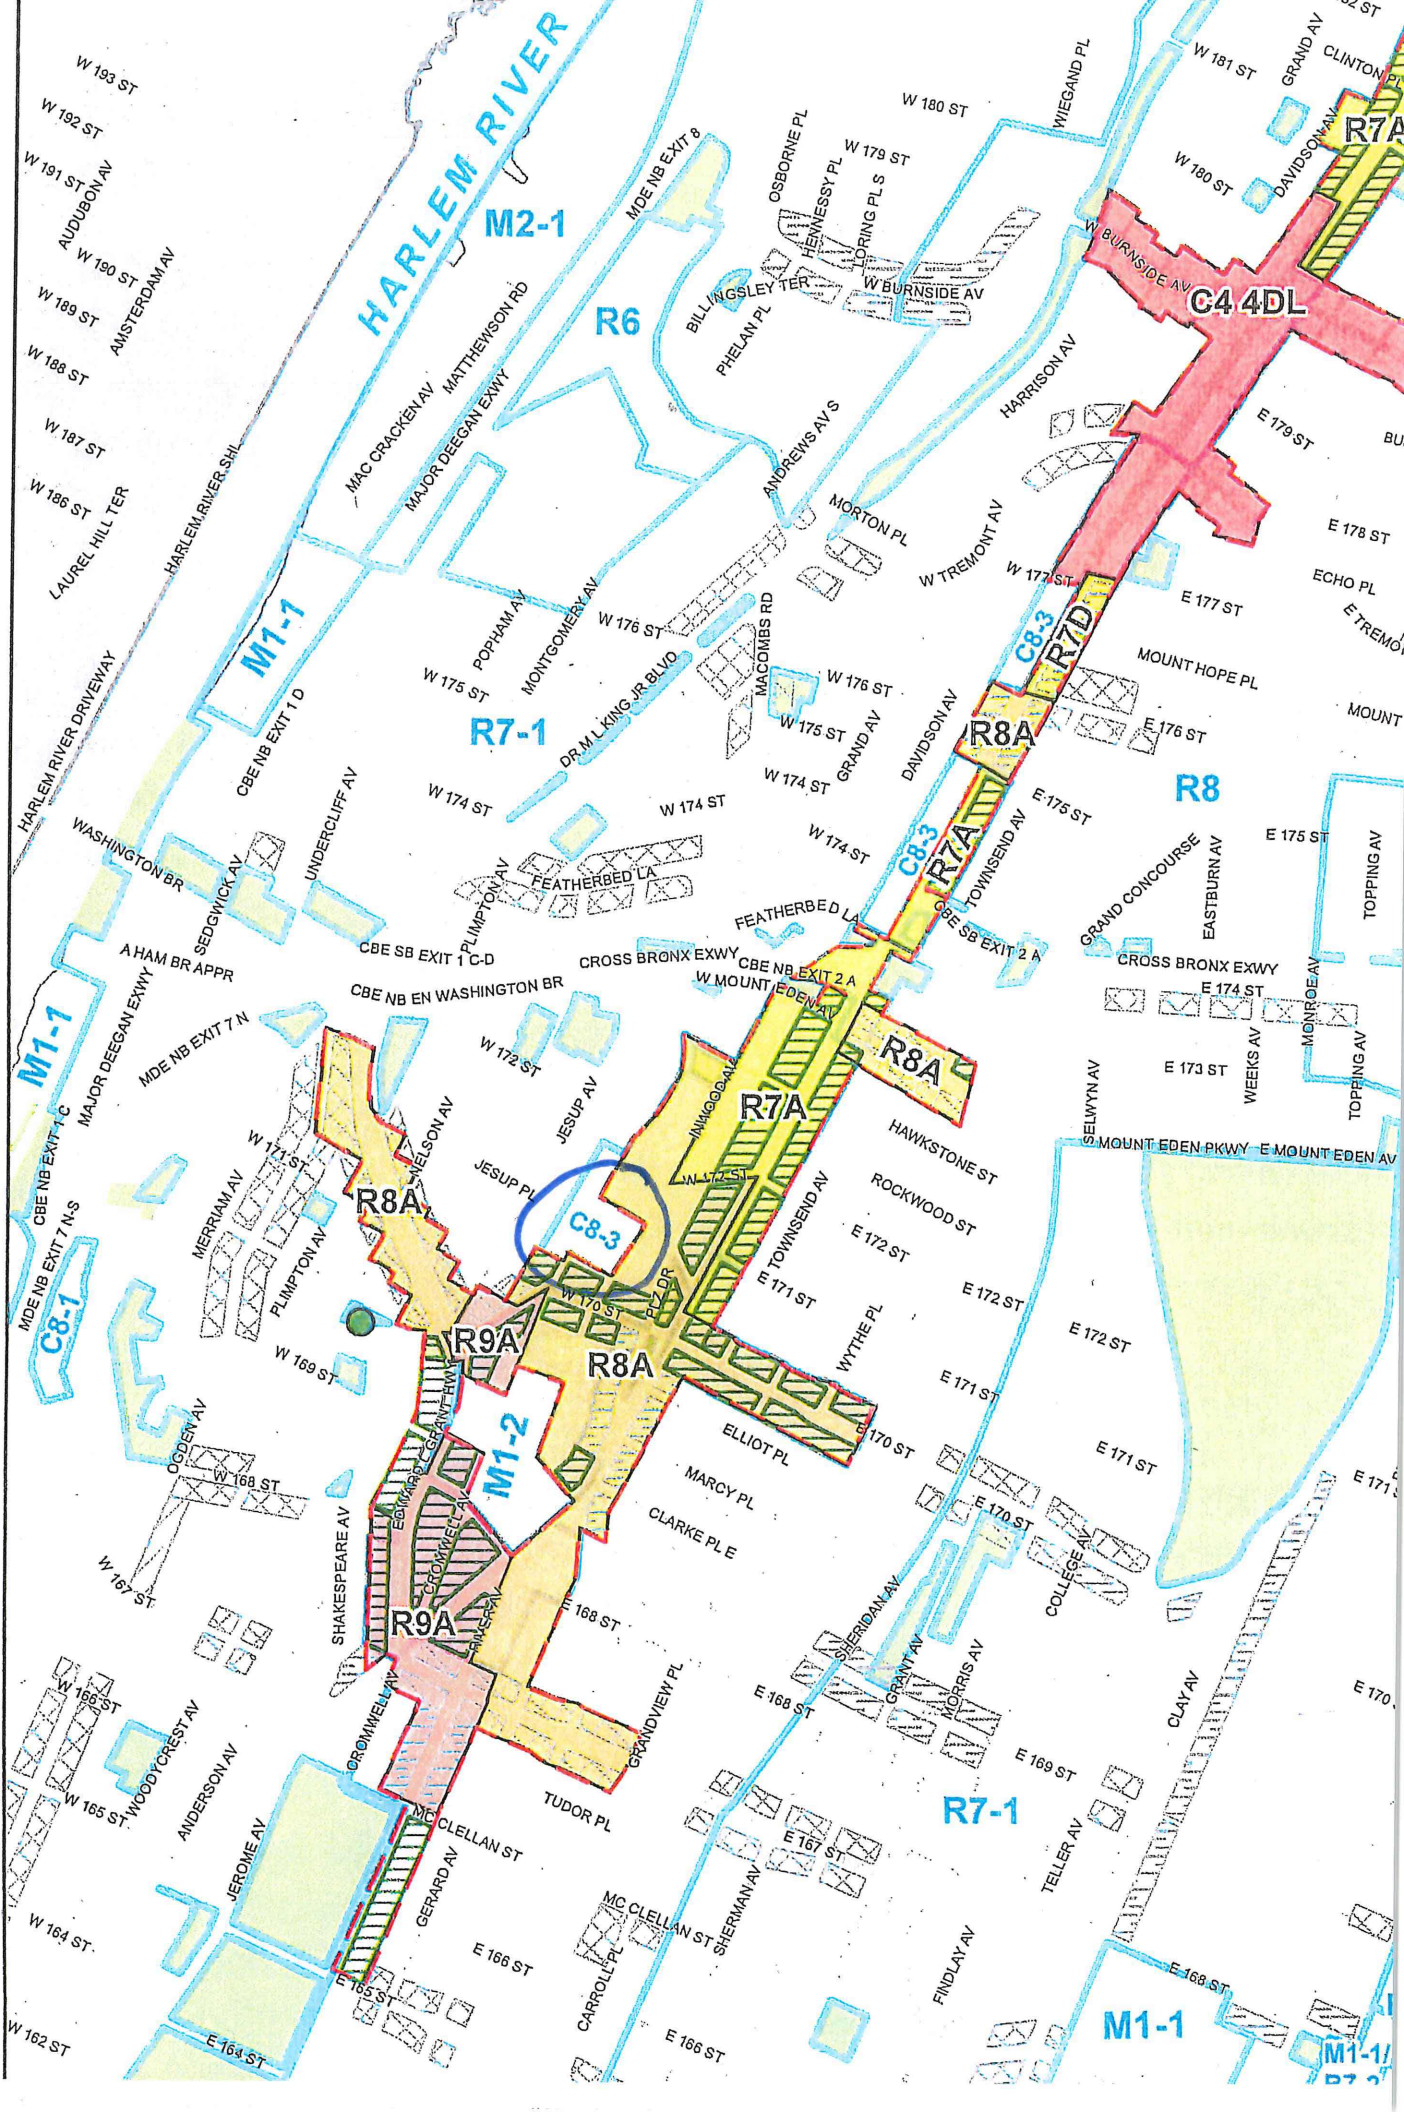 W 193 ST
W 192 ST
W 191 ST
AUDUBON AV
W 190 ST
AMSTERDAM AV
W 189 ST
W 188 ST
W 187 ST
W 186 ST
LAUREL HILL TER
HARLEM RIVER SHL
HARLEM RIVER DRIVEWAY
HARLEM RIVER
M2-1
MDE NB EXIT 8
R6
MATTHEWSON RD
MAC CRACKEN AV
MAJOR DEEGAN EXWY
OSBORNE PL
HENNESSY PL
W 179 ST
LORING PL S
W 180 ST
WIEGAND PL
BILLINGSLEY TER
PHELAN PL
W BURNSIDE AV
W 181 ST
GRAND AV
CLINTON PL
W 180 ST
DAVIDSON AV
R7A
W BURNSIDE AV
C4 4DL
HARRISON AV
E 179 ST
ANDREWS AV S
MORTON PL
W TREMONT AV
W 177 ST
E 178 ST
ECHO PL
E 177 ST
C8-3
R7D
MOUNT HOPE PL
MOUNT
M1-1
CBE NB EXIT 1 D
POPHAM AV
MONTGOMERY AV
W 176 ST
MACOMBS RD
W 175 ST
DR M L KING JR BLVD
R7-1
W 176 ST
W 175 ST
GRAND AV
DAVIDSON AV
R8A
E 176 ST
R8
W 174 ST
W 174 ST
W 174 ST
W 174 ST
C8-3
R7A
TOWNSEND AV
E 175 ST
GRAND CONCOURSE
EASTBURN AV
E 175 ST
TOPPING AV
WASHINGTON BR
SEDGWICK AV
UNDERCLIFF AV
PLIMPTON AV
FEATHERBED LA
FEATHERBED LA
A HAM BR APPR
CBE SB EXIT 1 C-D
CROSS BRONX EXWY
CBE NB EXIT 2 A
CBE SB EXIT 2 A
CROSS BRONX EXWY
E 174 ST
MONROE AV
W MOUNT EDEN AV
CBE NB EN WASHINGTON BR
M1-1
MAJOR DEEGAN EXWY
MDE NB EXIT 7 N
W 172 ST
JESUP AV
INWOOD AV
R7A
R8A
E 173 ST
WEEKS AV
TOPPING AV
SELWYN AV
MOUNT EDEN PKWY
E MOUNT EDEN AV
HAWKSTONE ST
ROCKWOOD ST
CBE NB EXIT 1 C
MDE NB EXIT 7 N-S
C8-1
W 171 ST
MERRIAM AV
PLIMPTON AV
R8A
NELSON AV
JESUP PL
C8-3
W 172 ST
TOWNSEND AV
E 172 ST
E 172 ST
E 172 ST
E 171 ST
WYTHE PL
PLZ DR
W 170 ST
R9A
R8A
E 171 ST
E 171 ST
E 171
W 169 ST
EDWARD L GRANT HWY
M1-2
ELLIOT PL
E 170 ST
MARCY PL
CLARKE PL E
OGDEN AV
W 168 ST
SHAKESPEARE AV
CROMWELL AV
R9A
RIVER AV
E 168 ST
E 170 ST
COLLEGE AV
W 167 ST
W 166 ST
WOODYCREST AV
W 165 ST
ANDERSON AV
JEROME AV
CROMWELL AV
GRANDVIEW PL
SHERIDAN AV
GRANT AV
MORRIS AV
E 168 ST
CLAY AV
E 170
E 169 ST
TUDOR PL
MC CLELLAN ST
GERARD AV
R7-1
E 167 ST
TELLER AV
MC CLELLAN ST
SHERMAN AV
W 164 ST
E 166 ST
CARROLL PL
FINDLAY AV
E 165 ST
W 162 ST
E 164 ST
E 166 ST
E 168 ST
M1-1
M1-1/